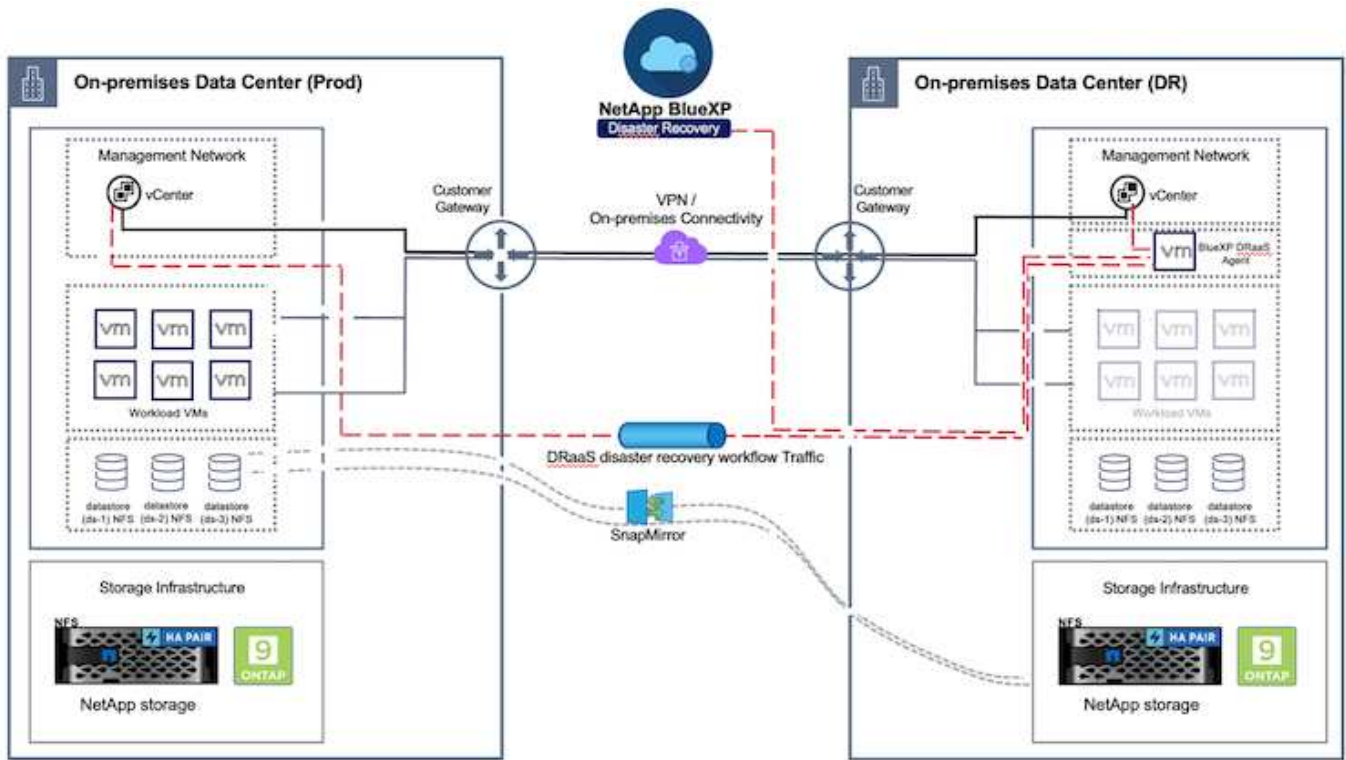 NetApp BlueXP
Disaster Recovery
On-premises Data Center (Prod)
Management Network
vCenter
Customer
Gateway
vm vm vm
vm vm vm
Workload VMs
datastore
(ds-1) NFS
datastore
(ds-2) NFS
datastore
(ds-3) NFS
Storage Infrastructure
NFS
HA PAIR
9
ONTAP
NetApp storage
VPN /
On-premises Connectivity
DRaaS disaster recovery workflow Traffic
SnapMirror
On-premises Data Center (DR)
Customer
Gateway
Management Network
vCenter
vm
BlueXP DRaaS
Agent
vm vm vm
vm vm vm
Workload VMs
datastore
(ds-1) NFS
datastore
(ds-2) NFS
datastore
(ds-3) NFS
Storage Infrastructure
NFS
HA PAIR
9
ONTAP
NetApp storage